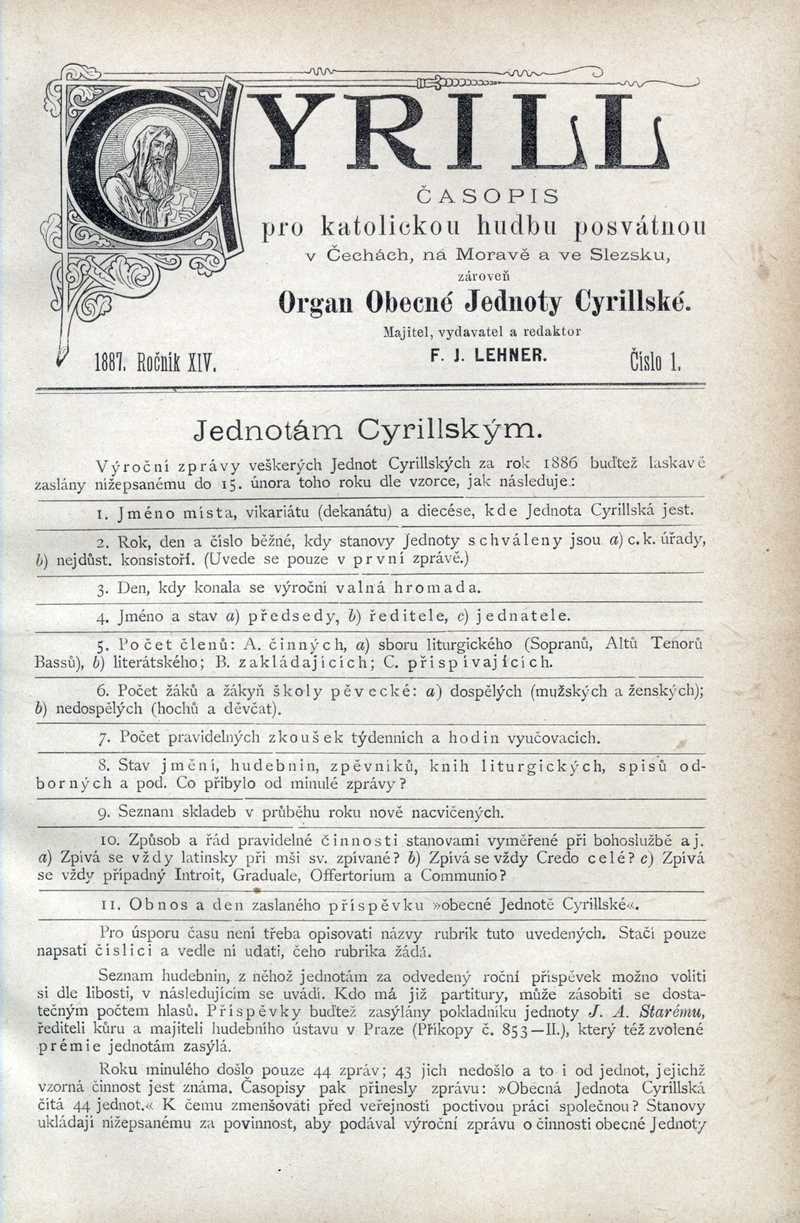 CYRILL
ČASOPIS
pro katolickou hudbu posvátnou
v Čechách, na Moravě a ve Slezsku,
zároveň
Organ Obecné Jednoty Cyrillské.
Majitel, vydavatel a redaktor
1887. Ročník XIV.
F. J. LEHNER.
Číslo 1.
Jednotám Cyrillským.
Výroční zprávy veškerých Jednot Cyrillských za rok 1886 buďtež laskavě
zaslány nížepsanému do 15. února toho roku dle vzorce, jak následuje:
1. Jméno místa, vikariátu (dekanátu) a diecése, kde Jednota Cyrillská jest.
2. Rok, den a číslo běžné, kdy stanovy Jednoty schváleny jsou a) c. k. úřady,
b) nejdůst. konsistoří. (Uvede se pouze v první zprávě.)
3. Den, kdy konala se výroční valná hromada.
4. Jméno a stav a) předsedy, b) ředitele, c) jednatele.
5. Počet členů: A. činných, a) sboru liturgického (Sopranů, Altů Tenorů
Bassů), b) literátského; B. zakládajících; C. přispívajících.
6. Počet žáků a žákyň školy pěvecké: a) dospělých (mužských a ženských);
b) nedospělých (hochů a děvčat).
7. Počet pravidelných zkoušek týdenních a hodin vyučovacích.
8. Stav jmění, hudebnin, zpěvníků, knih liturgických, spisů od-
borných a pod. Co přibylo od minulé zprávy?
9. Seznam skladeb v průběhu roku nově nacvičených.
10. Způsob a řád pravidelné činnosti stanovami vyměřené při bohoslužbě aj.
a) Zpívá se vždy latinsky při mši sv. zpívané? b) Zpívá se vždy Credo celé? c) Zpívá
se vždy případný Introit, Graduale, Offertorium a Communio?
11. Obnos a den zaslaného příspěvku »obecné Jednotě Cyrillské«.
Pro úsporu času není třeba opisovati názvy rubrik tuto uvedených. Stačí pouze
napsati číslici a vedle ní udati, čeho rubrika žádá.
Seznam hudebnin, z něhož jednotám za odvedený roční příspěvek možno voliti
si dle libosti, v následujícím se uvádí. Kdo má již partitury, může zásobiti se dosta-
tečným počtem hlasů. Příspěvky buďtež zasýlány pokladníku jednoty J. A. Starému,
řediteli kůru a majiteli hudebního ústavu v Praze (Příkopy č. 853—II.), který též zvolené
prémie jednotám zasýlá.
Roku minulého došlo pouze 44 zpráv; 43 jich nedošlo a to i od jednot, jejichž
vzorná činnost jest známa. Časopisy pak přinesly zprávu: »Obecná Jednota Cyrillská
čítá 44 jednot.« K čemu zmenšovati před veřejností poctivou práci společnou? Stanovy
ukládají nížepsanému za povinnost, aby podával výroční zprávu o činnosti obecné Jednoty